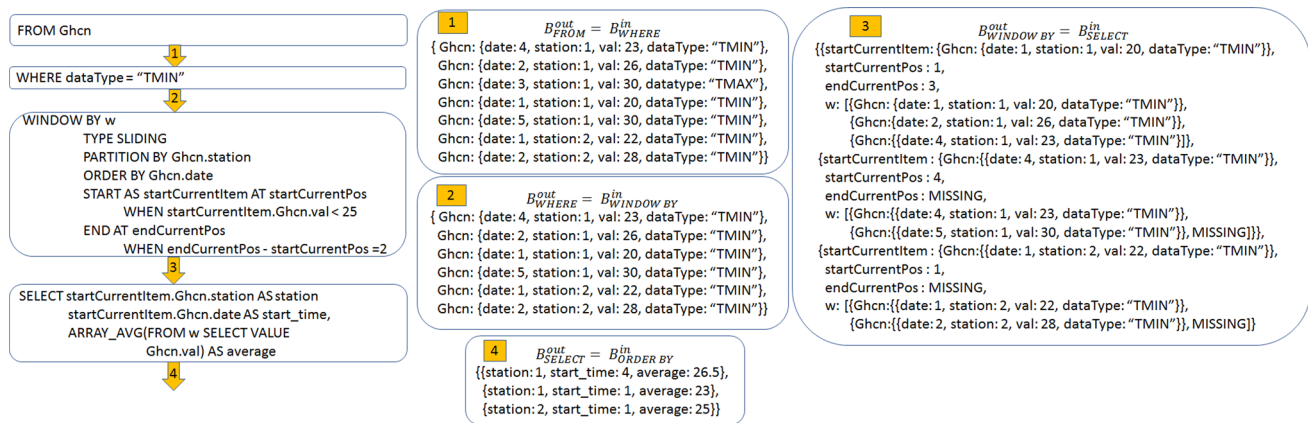 FROM Ghcn
1
WHERE dataType = “TMIN”
2
WINDOW BY w
TYPE SLIDING
PARTITION BY Ghcn.station
ORDER BY Ghcn.date
START AS startCurrentItem AT startCurrentPos
WHEN startCurrentItem.Ghcn.val < 25
END AT endCurrentPos
WHEN endCurrentPos - startCurrentPos =2
3
SELECT startCurrentItem.Ghcn.station AS station
startCurrentItem.Ghcn.date AS start_time,
ARRAY_AVG(FROM w SELECT VALUE
Ghcn.val) AS average
4
1
B^{out}_{FROM} = B^{in}_{WHERE}
{ Ghcn: {date: 4, station: 1, val: 23, dataType: “TMIN”},
Ghcn: {date: 2, station: 1, val: 26, dataType: “TMIN”},
Ghcn: {date: 3, station: 1, val: 30, datatype: “TMAX”},
Ghcn: {date: 1, station: 1, val: 20, dataType: “TMIN”},
Ghcn: {date: 5, station: 1, val: 30, dataType: “TMIN”},
Ghcn: {date: 1, station: 2, val: 22, dataType: “TMIN”},
Ghcn: {date: 2, station: 2, val: 28, dataType: “TMIN”}}
2
B^{out}_{WHERE} = B^{in}_{WINDOW BY}
{ Ghcn: {date: 4, station: 1, val: 23, dataType: “TMIN”},
Ghcn: {date: 2, station: 1, val: 26, dataType: “TMIN”},
Ghcn: {date: 1, station: 1, val: 20, dataType: “TMIN”},
Ghcn: {date: 5, station: 1, val: 30, dataType: “TMIN”},
Ghcn: {date: 1, station: 2, val: 22, dataType: “TMIN”},
Ghcn: {date: 2, station: 2, val: 28, dataType: “TMIN”}}
4
B^{out}_{SELECT} = B^{in}_{ORDER BY}
{{station: 1, start_time: 4, average: 26.5},
{station: 1, start_time: 1, average: 23},
{station: 2, start_time: 1, average: 25}}
3
B^{out}_{WINDOW BY} = B^{in}_{SELECT}
{{startCurrentItem: {Ghcn: {date: 1, station: 1, val: 20, dataType: “TMIN”}},
startCurrentPos : 1,
endCurrentPos : 3,
w: [{Ghcn: {date: 1, station: 1, val: 20, dataType: “TMIN”}},
{Ghcn:{date: 2, station: 1, val: 26, dataType: “TMIN”}},
{Ghcn:{{date: 4, station: 1, val: 23, dataType: “TMIN”}]},
{startCurrentItem : {Ghcn:{{date: 4, station: 1, val: 23, dataType: “TMIN”}},
startCurrentPos : 4,
endCurrentPos : MISSING,
w: [{Ghcn:{{date: 4, station: 1, val: 23, dataType: “TMIN”}},
{Ghcn:{{date: 5, station: 1, val: 30, dataType: “TMIN”}}, MISSING]}},
{startCurrentItem : {Ghcn:{{date: 1, station: 2, val: 22, dataType: “TMIN”}},
startCurrentPos : 1,
endCurrentPos : MISSING,
w: [{Ghcn:{{date: 1, station: 2, val: 22, dataType: “TMIN”}},
{Ghcn:{{date: 2, station: 2, val: 28, dataType: “TMIN”}}, MISSING]}